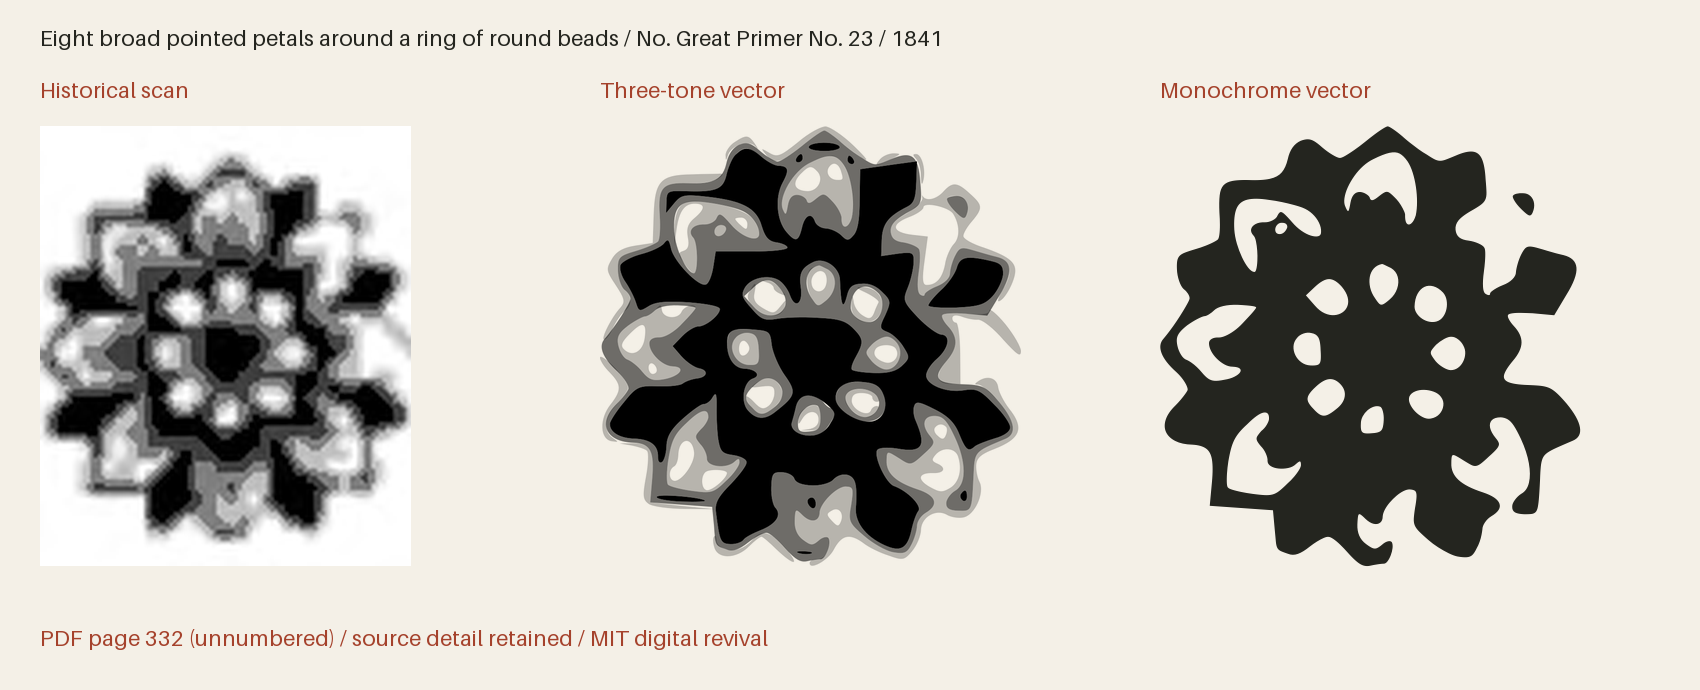 Eight broad pointed petals around a ring of round beads / No. Great Primer No. 23 / 1841
Historical scan
Three-tone vector
Monochrome vector
PDF page 332 (unnumbered) / source detail retained / MIT digital revival